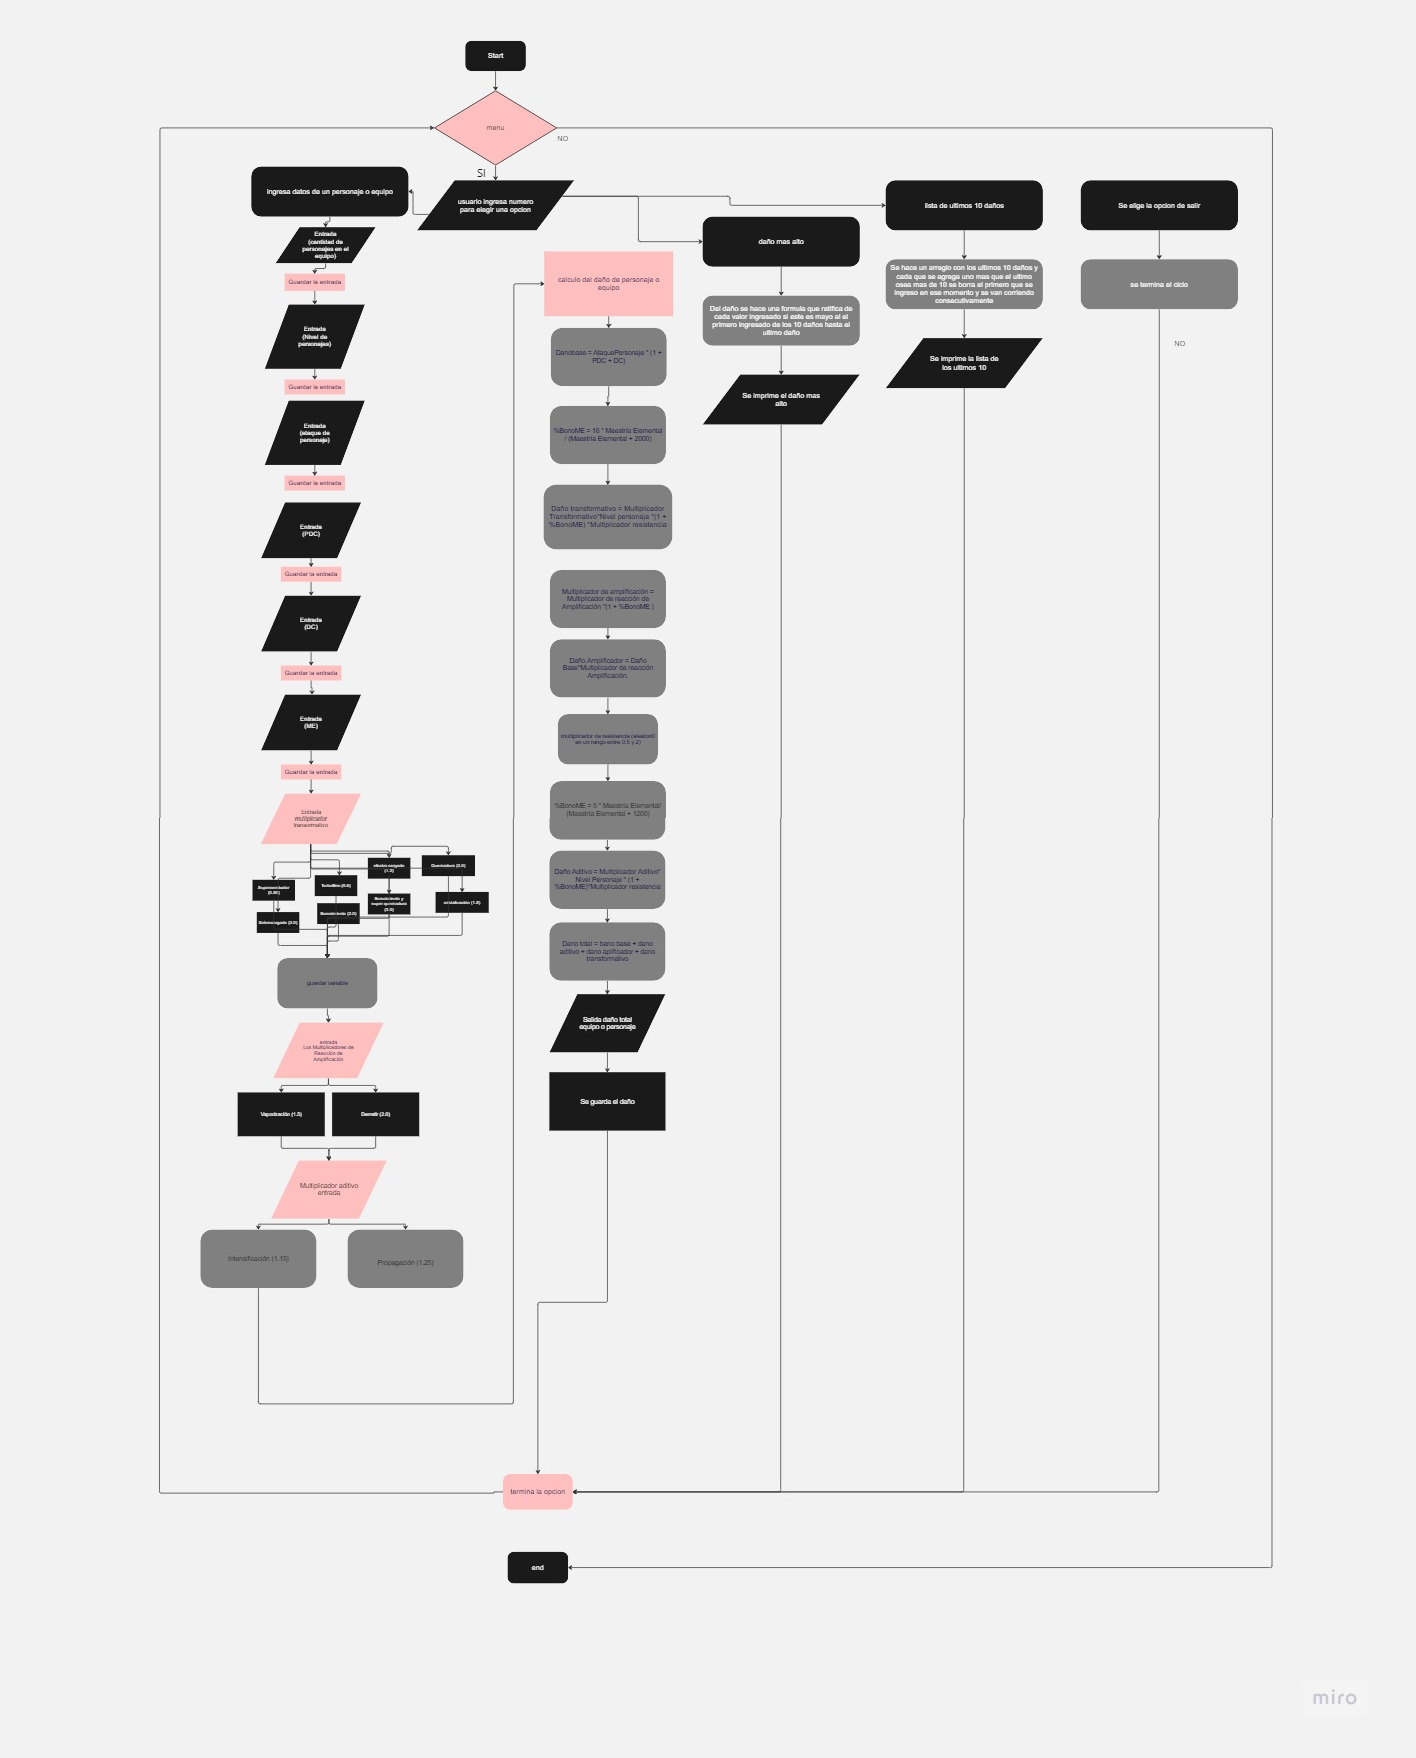 Start
menu
NO
SI
ingresa datos de un personaje o equipo
usuario ingresa numero
para elegir una opcion
lista de ultimos 10 daños
Se elige la opcion de salir
Entrada
(cantidad de
personajes en el
equipo)
Guardar la entrada
Entrada
(Nivel de
personajes)
Guardar la entrada
Entrada
(ataque de
personaje)
Guardar la entrada
Entrada
(PDC)
Guardar la entrada
Entrada
(DC)
Guardar la entrada
Entrada
(ME)
Guardar la entrada
Entrada
multiplicador
transormativo
electro cargado
(1.2)
Quemadura (3.0)
Superconductor
(0.50)
Torbellino (0.6)
Sobrecargado (2.0)
Florecimiento (2.0)
super quemadura
(3.0)
cristalización (1.5)
guardar variable
entrada
Los Multiplicadores de
Reacción de
Amplificación
Vaporización (1.5)
Derretir (2.0)
Multiplicador aditivo
entrada
Intensificación (1.15)
Propagación (1.25)
calculo del daño de personaje o
equipo
Danobase = AtaquePersonaje * (1 +
PDC + DC)
%BonoME = 16 * Maestría Elemental
/ (Maestría Elemental + 2000)
Daño transformativo = Multiplicador
Transformativo*Nivel personaje *(1 +
%BonoME) *Multiplicador resistencia
Multiplicador de amplificación =
Multiplicador de reacción de
Amplificación *(1 + %BonoME )
Daño Amplificador = Daño
Base*Multiplicador de reacción
Amplificación.
multiplicador de resistencia (aleatorio
en un rango entre 0.5 y 2)
%BonoME = 5 * Maestría Elemental/
(Maestría Elemental + 1200)
Daño Aditivo = Multiplicador Aditivo*
Nivel Personaje * (1 +
%BonoME)*Multiplicador resistencia
Dano total = bano base + dano
aditivo + dano aplificador + dano
transformativo
Salida daño total
equipo o personaje
Se guarda el daño
daño mas alto
Del daño se hace una formula que retifica de
cada valor ingresado si este es mayo al el
primero ingresado de los 10 daños hasta el
ultimo daño
Se imprime el daño mas
alto
Se hace un arreglo con los ultimos 10 daños y
cada que se agrega uno mas que el ultimo
osea mas de 10 se borra el primero que se
ingreso en ese momento y se van corriendo
consecutivamente
Se imprime la lista de
los ultimos 10
se termina el ciclo
NO
termina la opcion
end
miro